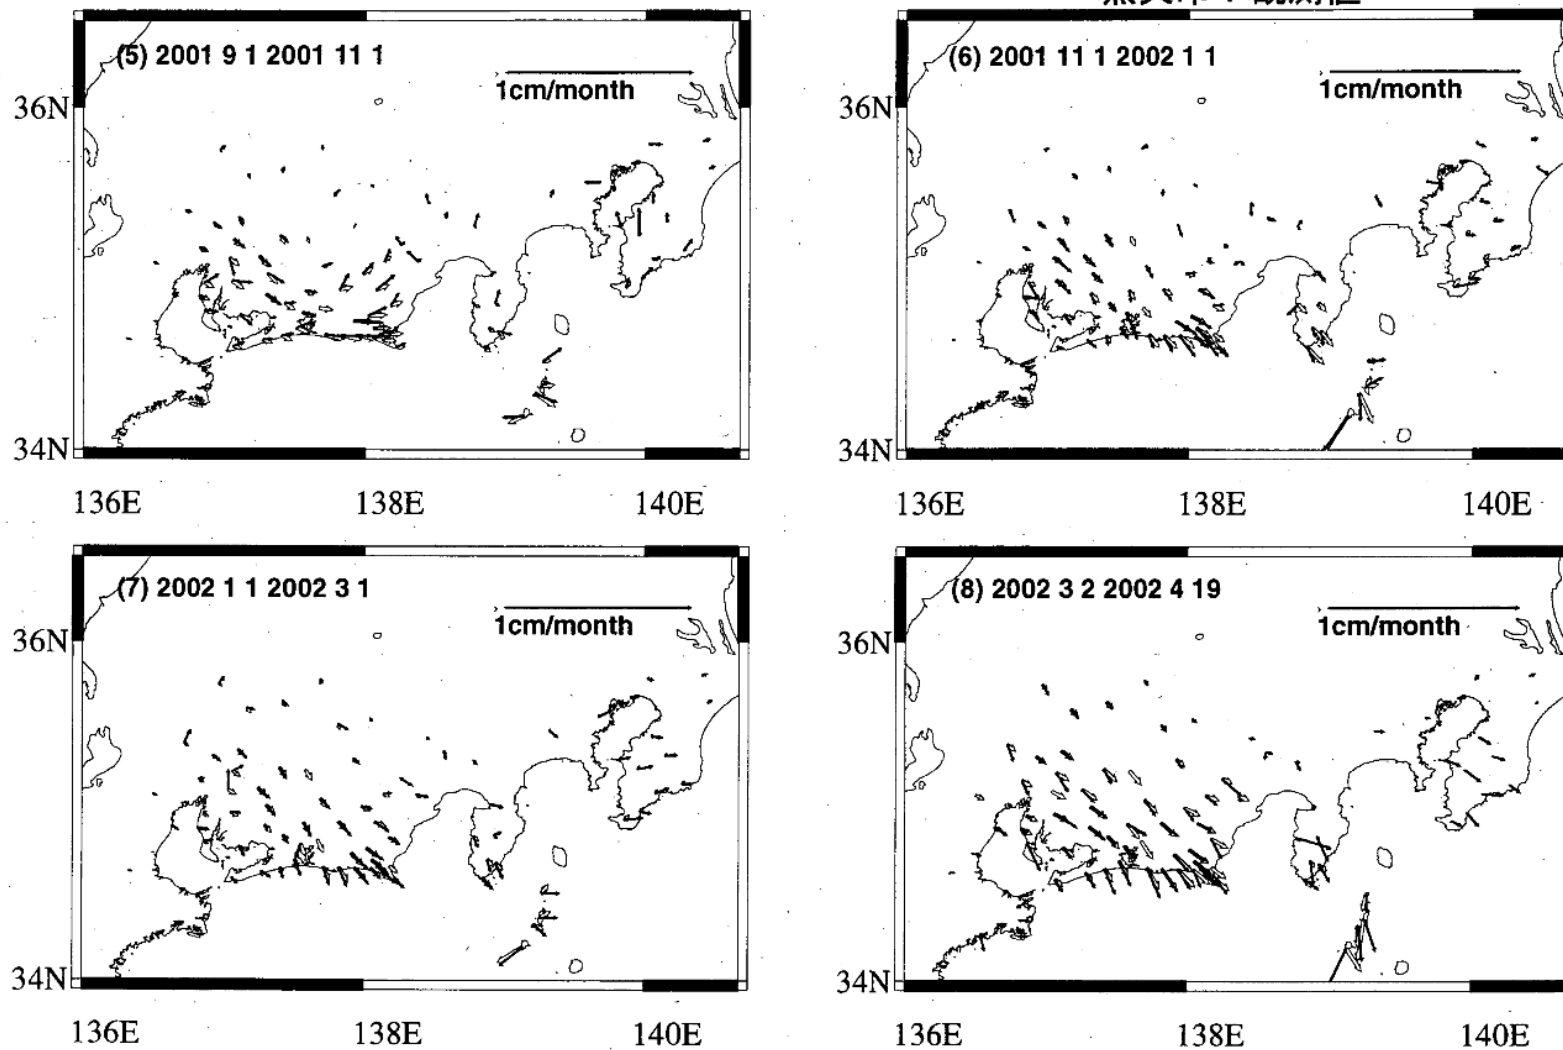 (5) 2001 9 1 2001 11 1
1cm/month
36N
34N
136E 138E 140E
(6) 2001 11 1 2002 1 1
1cm/month
36N
34N
136E 138E 140E
(7) 2002 1 1 2002 3 1
1cm/month
36N
34N
136E 138E 140E
(8) 2002 3 2 2002 4 19
1cm/month
36N
34N
136E 138E 140E